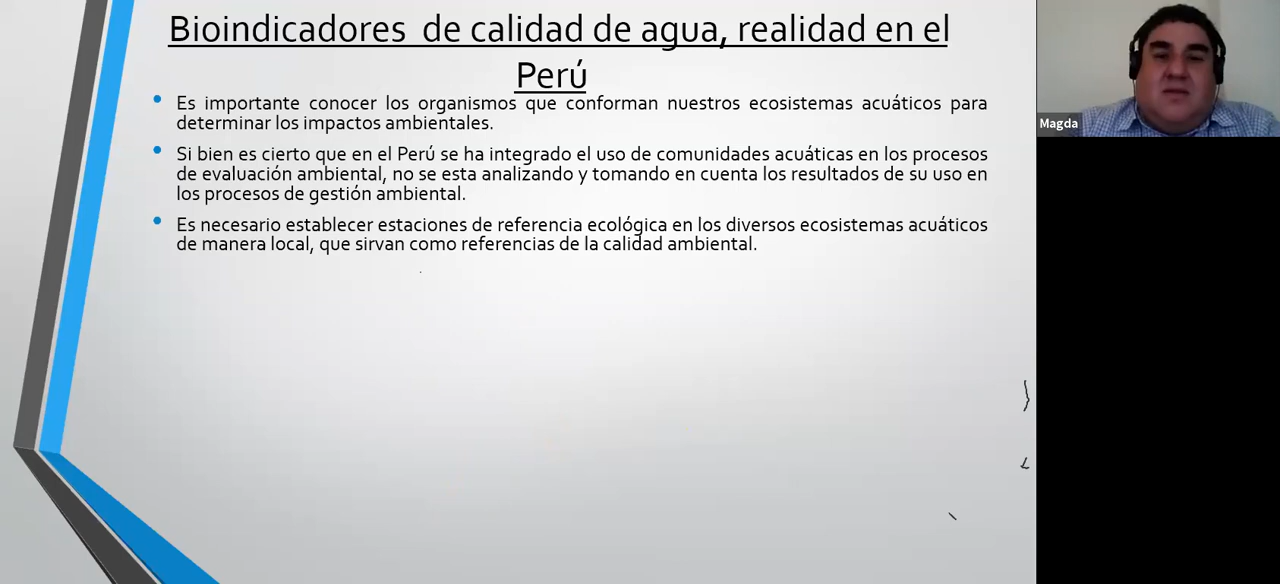 Bioindicadores de calidad de agua, realidad en el
Perú
• Es importante conocer los organismos que conforman nuestros ecosistemas acuáticos para
determinar los impactos ambientales.
• Si bien es cierto que en el Perú se ha integrado el uso de comunidades acuáticas en los procesos
de evaluación ambiental, no se esta analizando y tomando en cuenta los resultados de su uso en
los procesos de gestión ambiental.
• Es necesario establecer estaciones de referencia ecológica en los diversos ecosistemas acuáticos
de manera local, que sirvan como referencias de la calidad ambiental.
Magda